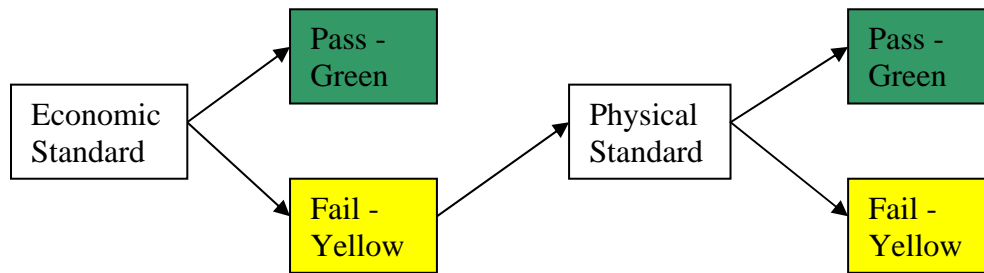 Economic
Standard
Pass -
Green
Fail -
Yellow
Physical
Standard
Pass -
Green
Fail -
Yellow